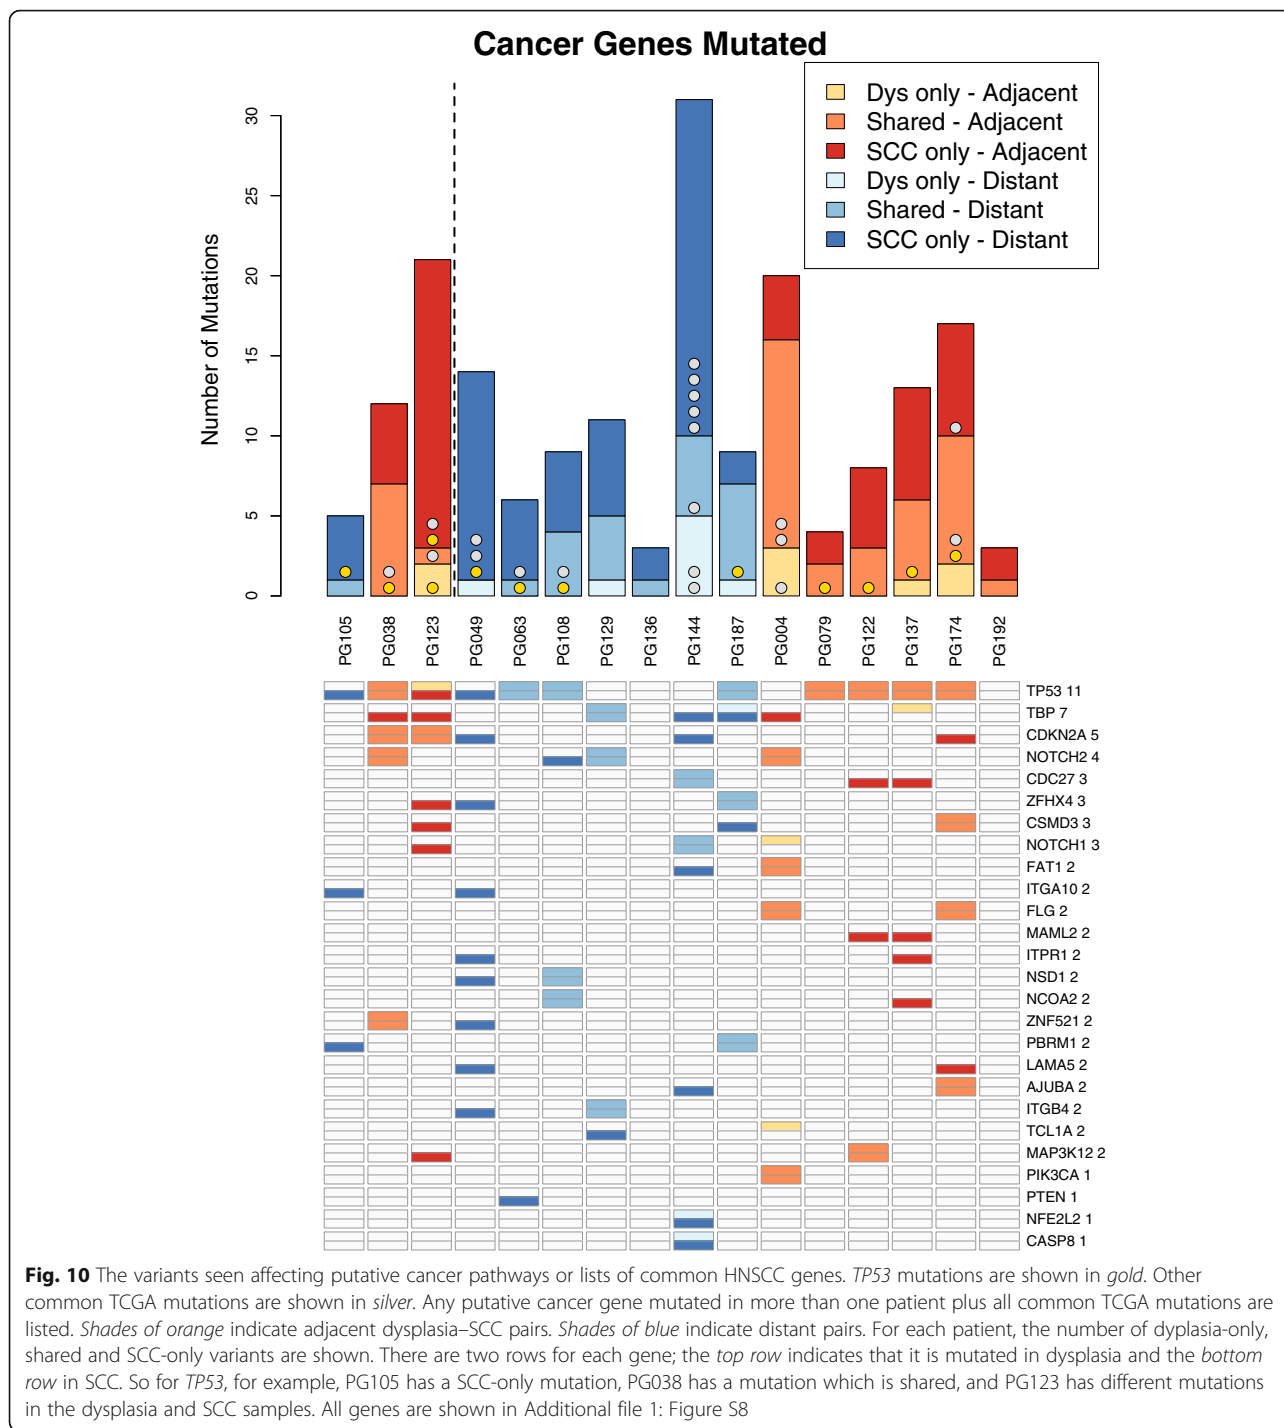 Cancer Genes Mutated
Dys only - Adjacent
Shared - Adjacent
SCC only - Adjacent
Dys only - Distant
Shared - Distant
SCC only - Distant
Number of Mutations
30
25
20
15
10
5
0
PG105
PG038
PG123
PG049
PG063
PG108
PG129
PG136
PG144
PG187
PG004
PG079
PG122
PG137
PG174
PG192
TP53 11
TBP 7
CDKN2A 5
NOTCH2 4
CDC27 3
ZFHX4 3
CSMD3 3
NOTCH1 3
FAT1 2
ITGA10 2
FLG 2
MAML2 2
ITPR1 2
NSD1 2
NCOA2 2
ZNF521 2
PBRM1 2
LAMA5 2
AJUBA 2
ITGB4 2
TCL1A 2
MAP3K12 2
PIK3CA 1
PTEN 1
NFE2L2 1
CASP8 1
Fig. 10 The variants seen affecting putative cancer pathways or lists of common HNSCC genes. TP53 mutations are shown in gold. Other
common TCGA mutations are shown in silver. Any putative cancer gene mutated in more than one patient plus all common TCGA mutations are
listed. Shades of orange indicate adjacent dysplasia–SCC pairs. Shades of blue indicate distant pairs. For each patient, the number of dyplasia-only,
shared and SCC-only variants are shown. There are two rows for each gene; the top row indicates that it is mutated in dysplasia and the bottom
row in SCC. So for TP53, for example, PG105 has a SCC-only mutation, PG038 has a mutation which is shared, and PG123 has different mutations
in the dysplasia and SCC samples. All genes are shown in Additional file 1: Figure S8